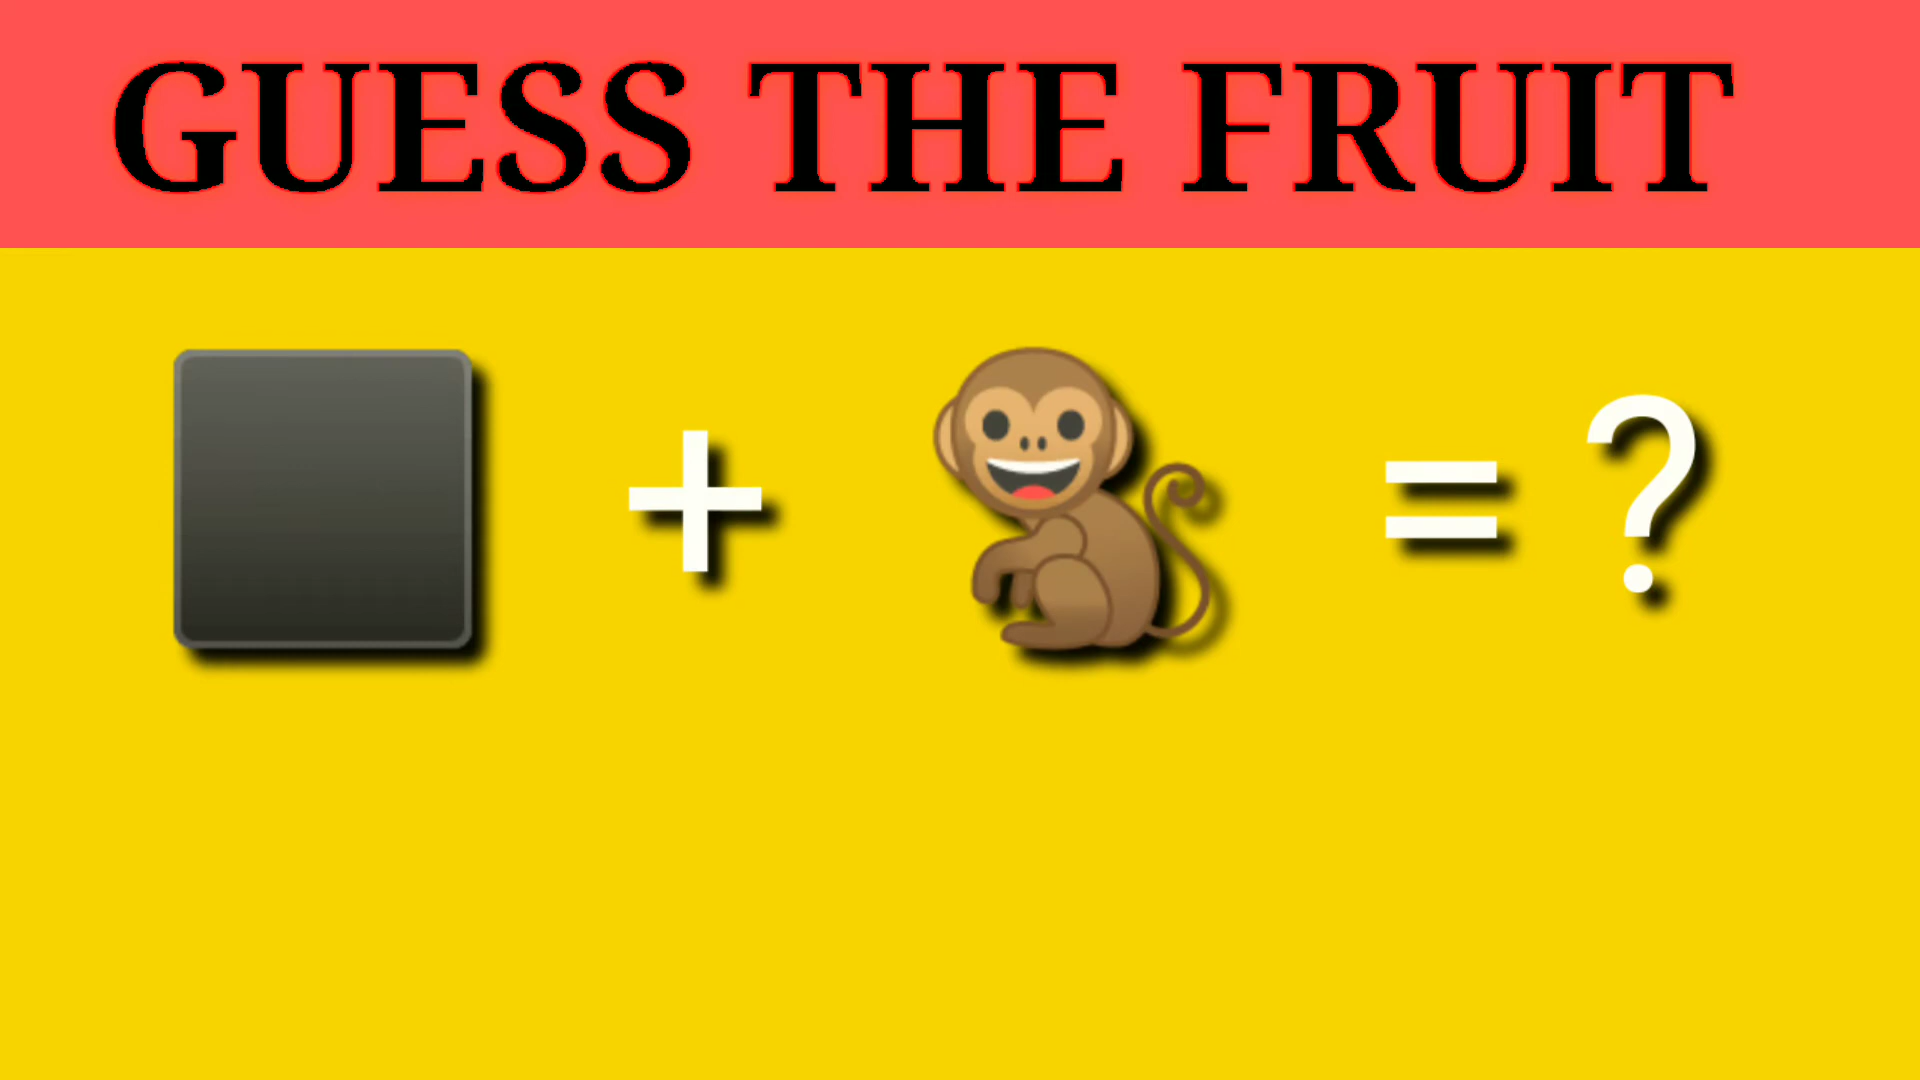 GUESS THE FRUIT
+ = ?